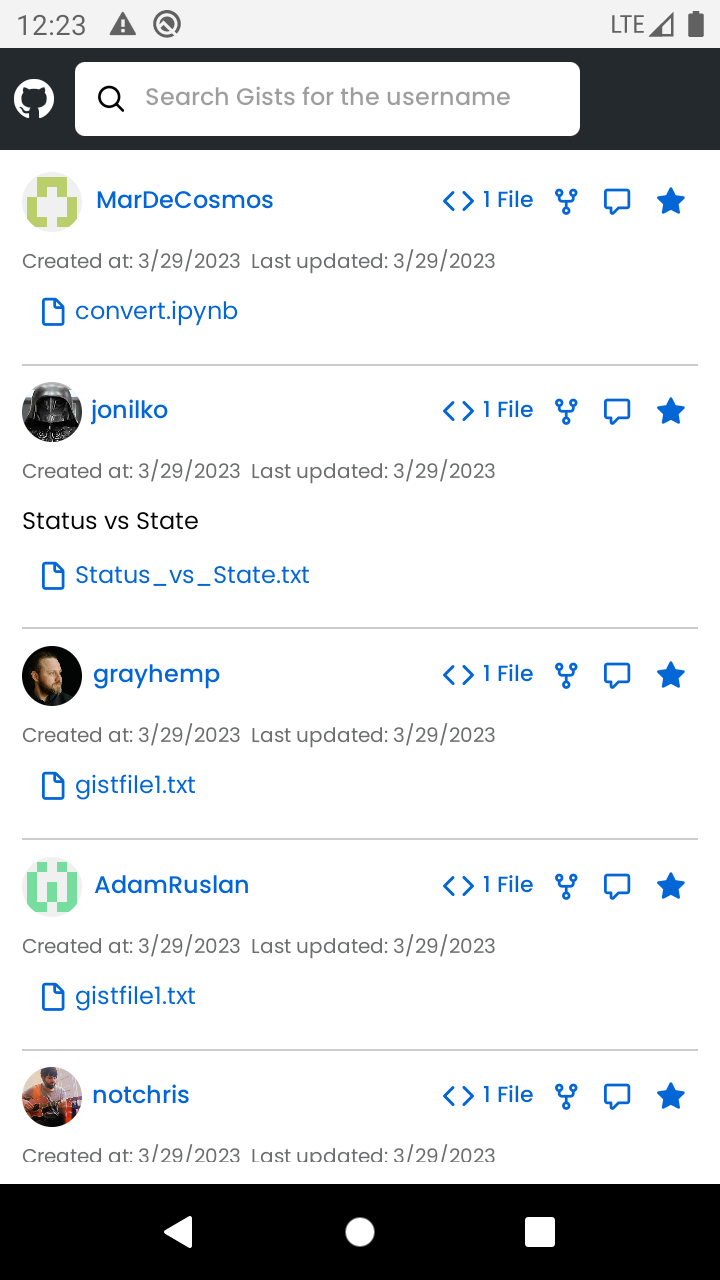 12:23 LTE
Search Gists for the username
MarDeCosmos 1 File
Created at: 3/29/2023 Last updated: 3/29/2023
convert.ipynb
jonilko 1 File
Created at: 3/29/2023 Last updated: 3/29/2023
Status vs State
Status_vs_State.txt
grayhemp 1 File
Created at: 3/29/2023 Last updated: 3/29/2023
gistfile1.txt
AdamRuslan 1 File
Created at: 3/29/2023 Last updated: 3/29/2023
gistfile1.txt
notchris 1 File
Created at: 3/29/2023 Last updated: 3/29/2023